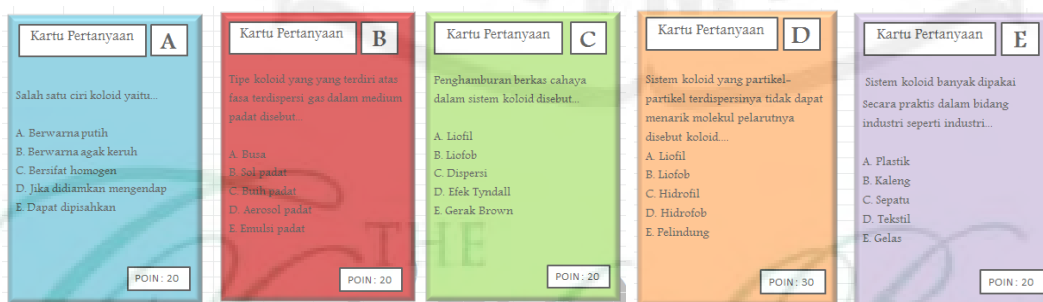 Kartu Pertanyaan
A
Salah satu ciri koloid yaitu...
A. Berwarna putih
B. Berwarna agak keruh
C. Bersifat homogen
D. Jika didiamkan mengendap
E. Dapat dipisahkan
POIN: 20
Kartu Pertanyaan
B
Tipe koloid yang yang terdiri atas
fasa terdispersi gas dalam medium
padat disebut...
A. Busa
B. Sol padat
C. Buih padat
D. Aerosol padat
E. Emulsi padat
POIN: 20
Kartu Pertanyaan
C
Penghamburan berkas cahaya
dalam sistem koloid disebut...
A. Liofil
B. Liofob
C. Dispersi
D. Efek Tyndall
E. Gerak Brown
POIN: 20
Kartu Pertanyaan
D
Sistem koloid yang partikel-
partikel terdispersinya tidak dapat
menarik molekul pelarutnya
disebut koloid....
A. Liofil
B. Liofob
C. Hidrofil
D. Hidrofob
E. Pelindung
POIN: 30
Kartu Pertanyaan
E
Sistem koloid banyak dipakai
Secara praktis dalam bidang
industri seperti industri...
A. Plastik
B. Kaleng
C. Sepatu
D. Tekstil
E. Gelas
POIN: 20
THE